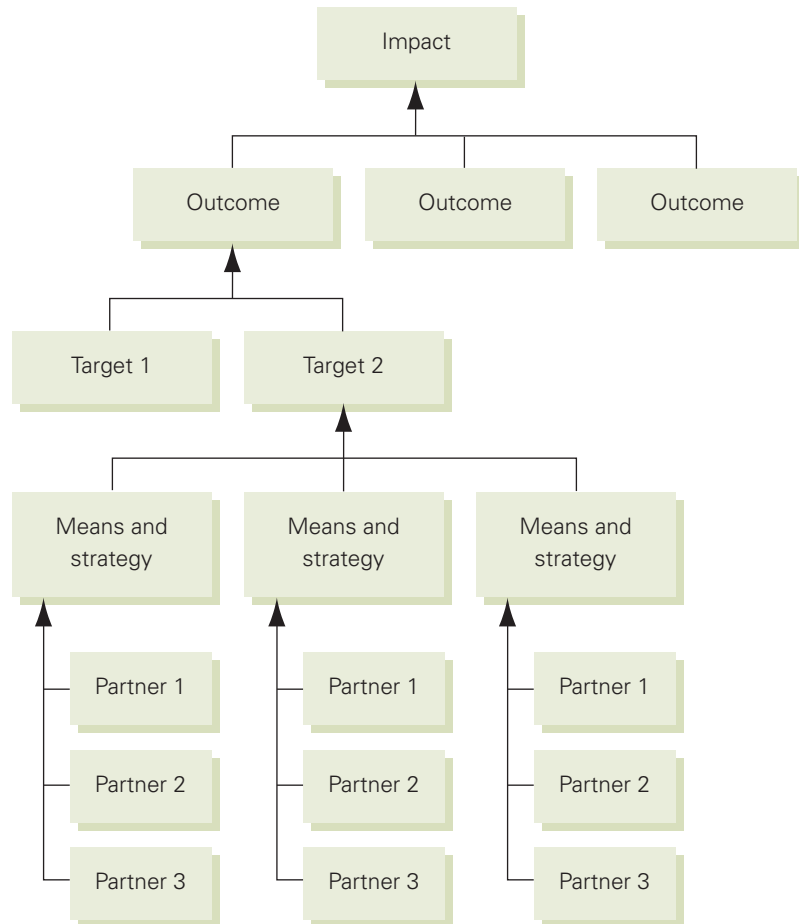 Impact
Outcome
Outcome
Outcome
Target 1
Target 2
Means and
strategy
Means and
strategy
Means and
strategy
Partner 1
Partner 1
Partner 1
Partner 2
Partner 2
Partner 2
Partner 3
Partner 3
Partner 3